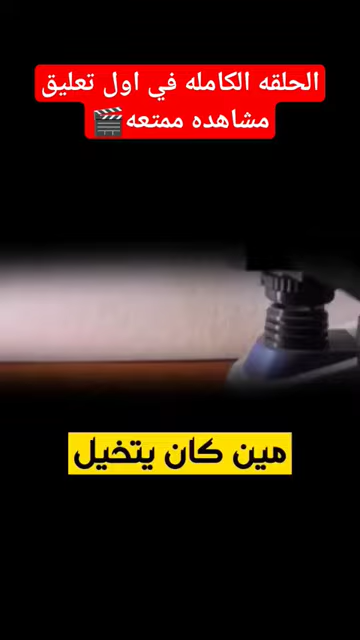 الحلقه الكامله في اول تعليق
مشاهده ممتعه🎬
مين كان يتخيل